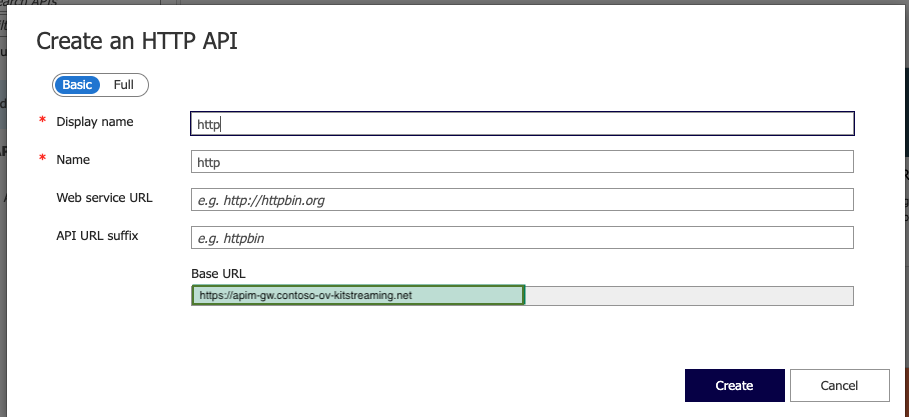 Create an HTTP API
Basic Full
* Display name http
* Name http
Web service URL e.g. http://httpbin.org
API URL suffix e.g. httpbin
Base URL
https://apim-gw.contoso-ov-kitstreaming.net
Create Cancel